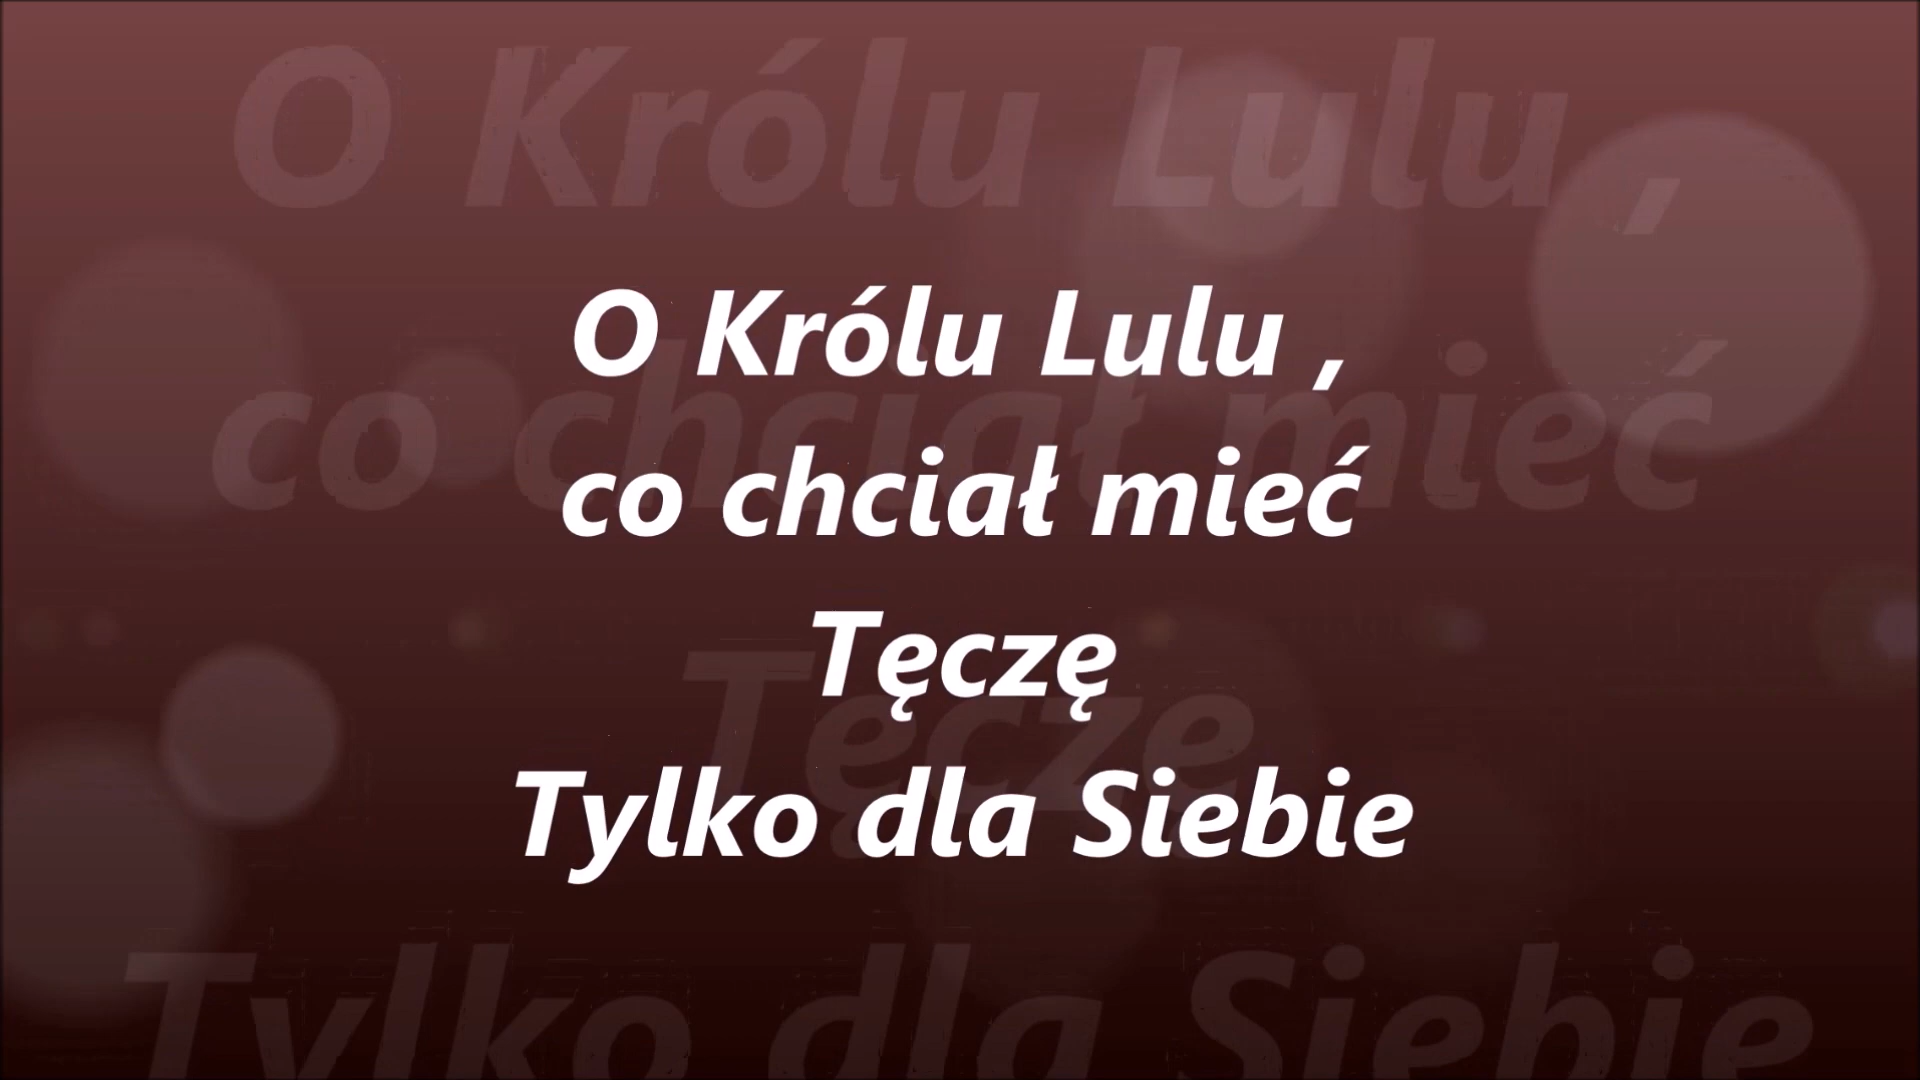 O Królu Lulu ,
co chciał mieć
Tęczę
Tylko dla Siebie